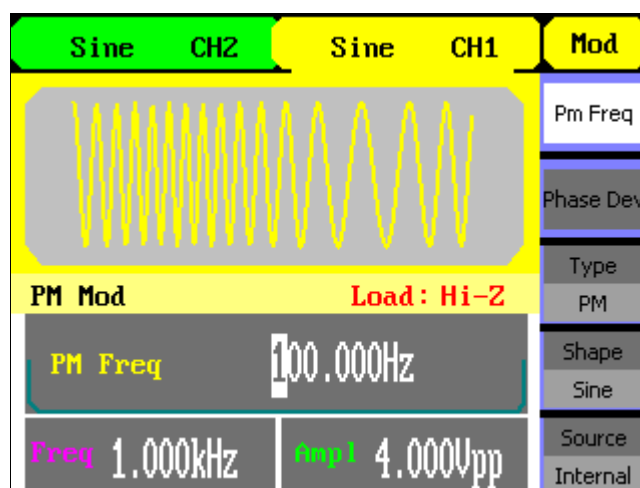 Sine CH2 Sine CH1 Mod
Pm Freq
Phase Dev
Type
PM
Shape
Sine
Source
Internal
PM Mod Load: Hi-Z
PM Freq 100.000Hz
Freq 1.000kHz Ampl 4.000Vpp